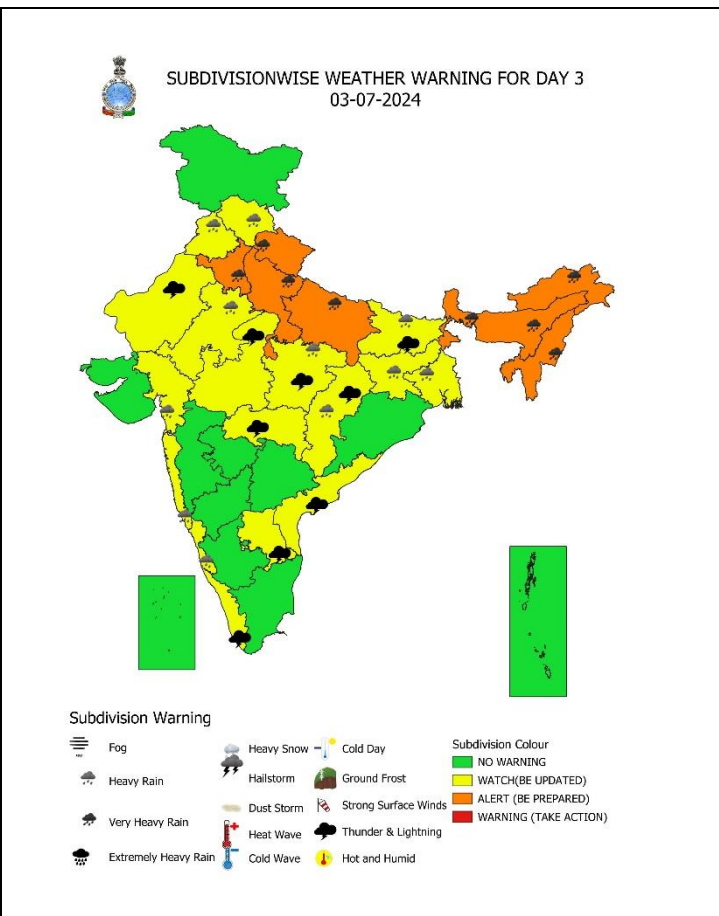 SUBDIVISIONWISE WEATHER WARNING FOR DAY 3
03-07-2024
Subdivision Warning
Fog
Heavy Rain
Very Heavy Rain
Extremely Heavy Rain
Heavy Snow
Hailstorm
Dust Storm
Heat Wave
Cold Wave
Cold Day
Ground Frost
Strong Surface Winds
Thunder & Lightning
Hot and Humid
Subdivision Colour
NO WARNING
WATCH(BE UPDATED)
ALERT (BE PREPARED)
WARNING (TAKE ACTION)